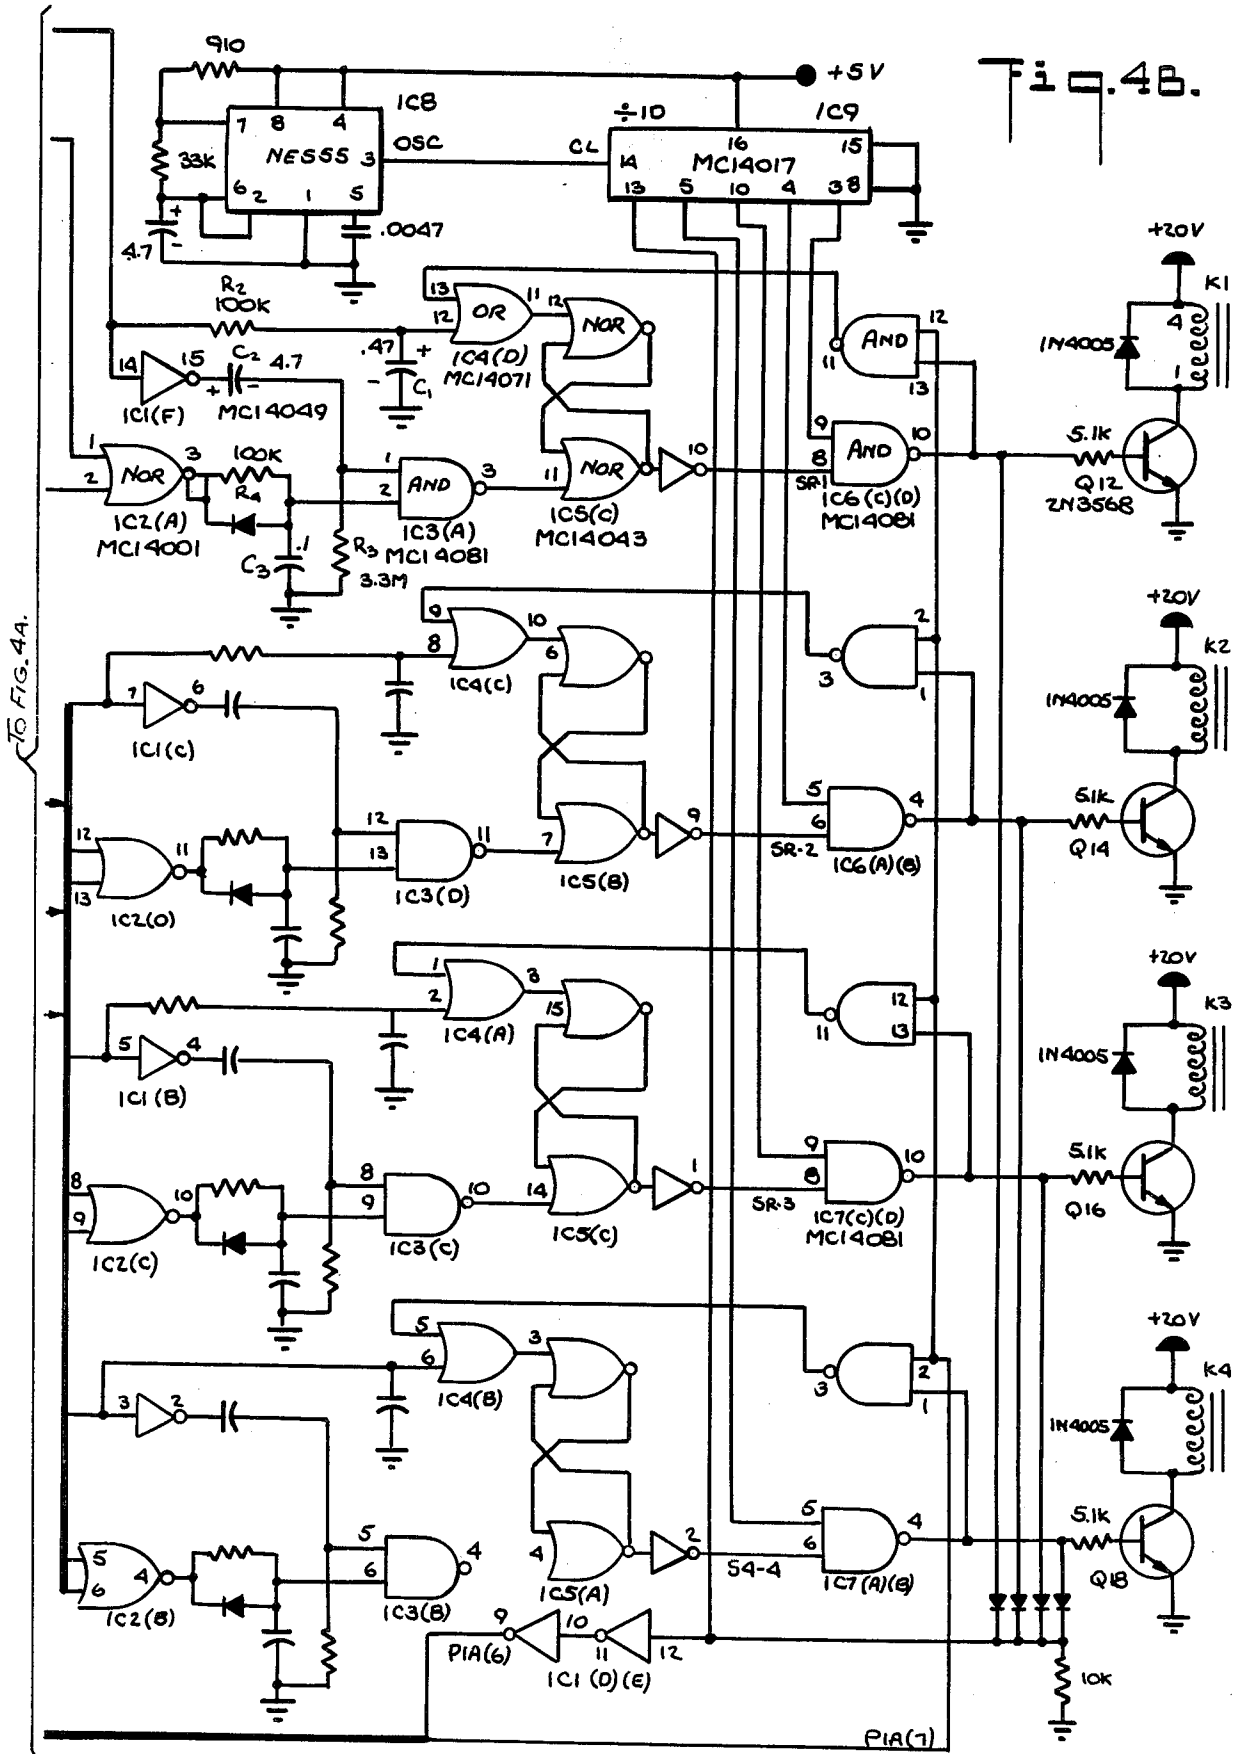 Fig.4B.
910
+5V
IC8
÷10
IC9
7
8
4
33K
NE555
3
OSC
CL
14
16
MC14017
15
6
2
1
5
13
5
10
4
3
8
4.7
+
-
.0047
R2
100K
13
12
OR
11
12
NOR
IC4(D)
MC14071
.47
+
-
C1
14
15
C2
4.7
+
-
IC1(F)
MC14049
11
AND
12
13
+20V
K1
1N4005
4
1
1
2
NOR
3
100K
R4
IC2(A)
MC14001
C3
.1
R3
3.3M
1
2
AND
3
IC3(A)
MC14081
11
NOR
IC5(C)
MC14043
10
9
8
SR-1
AND
10
IC6(C)(D)
MC14081
5.1K
Q12
2N3568
TO FIG. 4A.
9
8
10
6
IC4(C)
3
2
1
+20V
K2
1N4005
7
6
IC1(C)
12
13
11
IC2(D)
12
13
11
IC3(D)
7
IC5(B)
9
SR-2
5
6
4
IC6(A)(B)
5.1K
Q14
1
2
3
15
IC4(A)
11
12
13
+20V
K3
1N4005
5
4
IC1(B)
8
9
10
IC2(C)
8
9
10
IC3(C)
14
IC5(C)
1
SR-3
9
8
10
IC7(C)(D)
MC14081
5.1K
Q16
5
6
3
IC4(B)
3
2
1
+20V
K4
1N4005
3
2
5
6
4
IC2(B)
5
6
4
IC3(B)
4
IC5(A)
2
S4-4
5
6
4
IC7(A)(B)
5.1K
Q18
9
PIA(6)
10
11
12
IC1(D)(E)
10K
PIA(7)